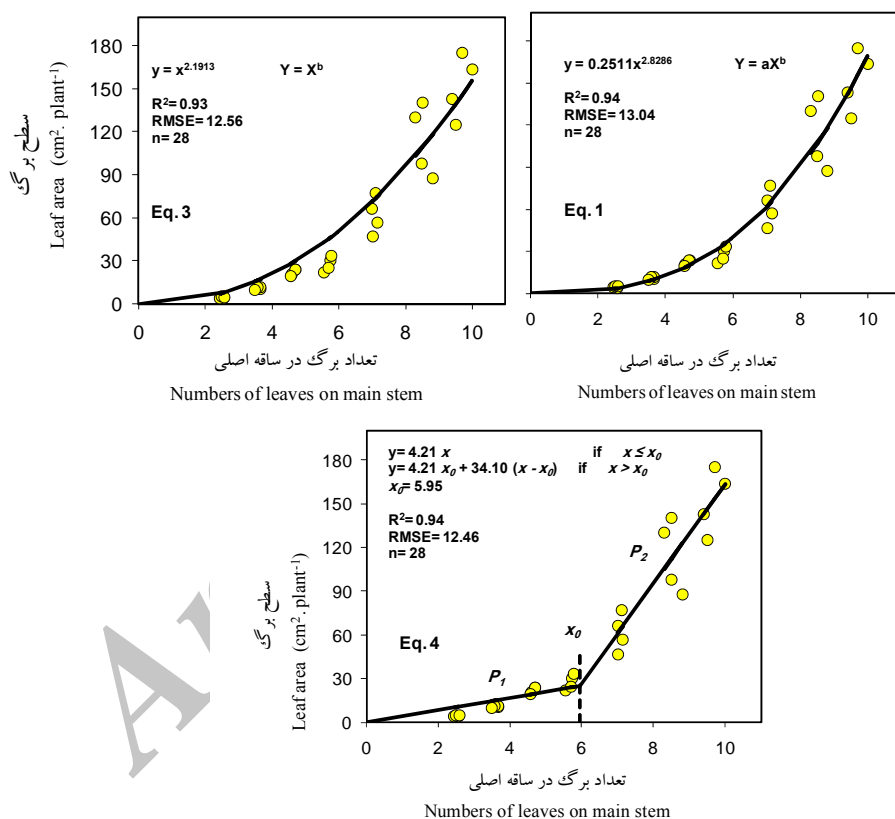 180
150
120
90
60
30
0
سطح برگ
Leaf area (cm². plant⁻¹)
y = x^2.1913 Y = X^b
R²= 0.93
RMSE= 12.56
n= 28
Eq. 3
0 2 4 6 8 10
تعداد برگ در ساقه اصلی
Numbers of leaves on main stem
y = 0.2511x^2.8286 Y = aX^b
R²= 0.94
RMSE= 13.04
n= 28
Eq. 1
0 2 4 6 8 10
تعداد برگ در ساقه اصلی
Numbers of leaves on main stem
180
150
120
90
60
30
0
سطح برگ
Leaf area (cm². plant⁻¹)
y= 4.21 x if x ≤ x₀
y= 4.21 x₀ + 34.10 (x - x₀) if x > x₀
x₀= 5.95
R²= 0.94
RMSE= 12.46
n= 28
P₂
Eq. 4
x₀
P₁
0 2 4 6 8 10
تعداد برگ در ساقه اصلی
Numbers of leaves on main stem